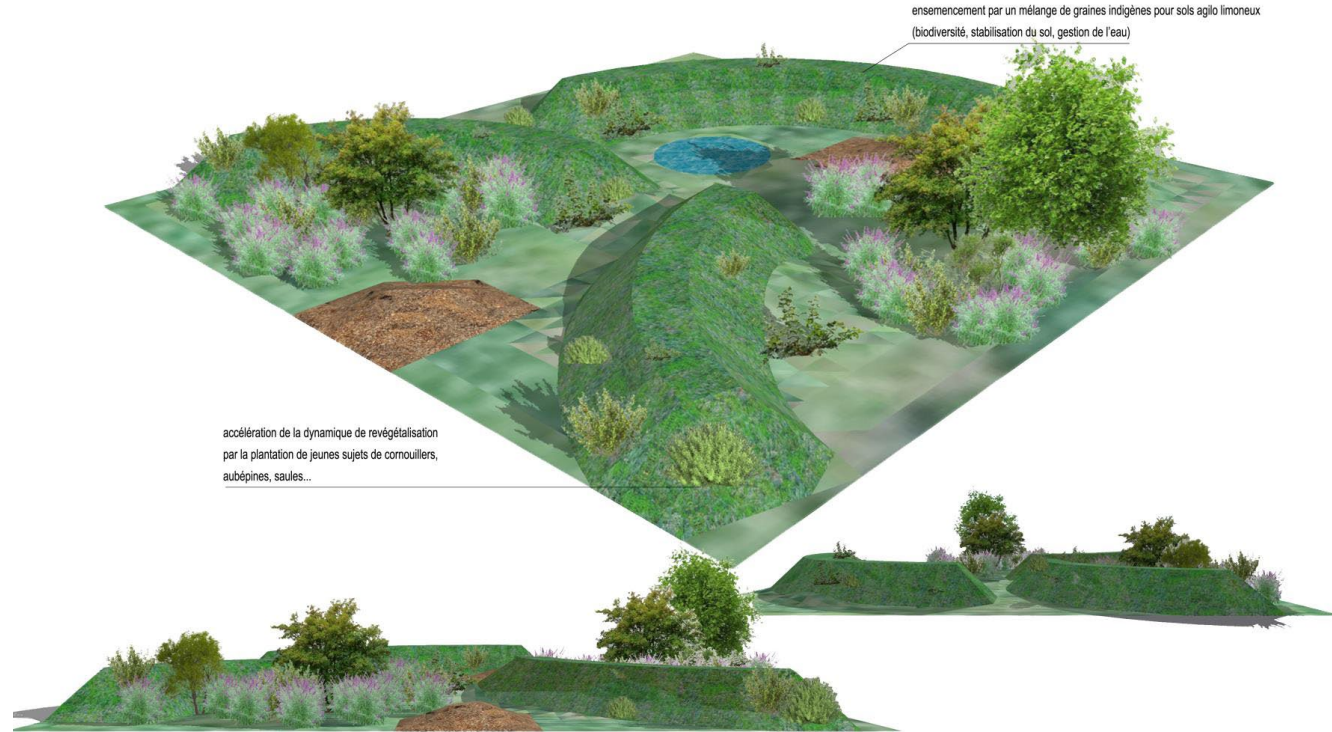 ensemencement par un mélange de graines indigènes pour sols agilo limoneux
(biodiversité, stabilisation du sol, gestion de l'eau)
accélération de la dynamique de revégétalisation
par la plantation de jeunes sujets de cornouillers,
aubépines, saules...